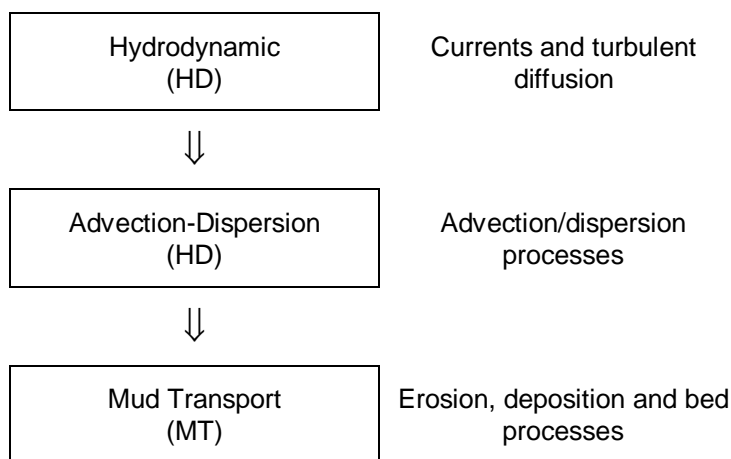 Hydrodynamic
(HD)
Currents and turbulent
diffusion
⇓
Advection-Dispersion
(HD)
Advection/dispersion
processes
⇓
Mud Transport
(MT)
Erosion, deposition and bed
processes